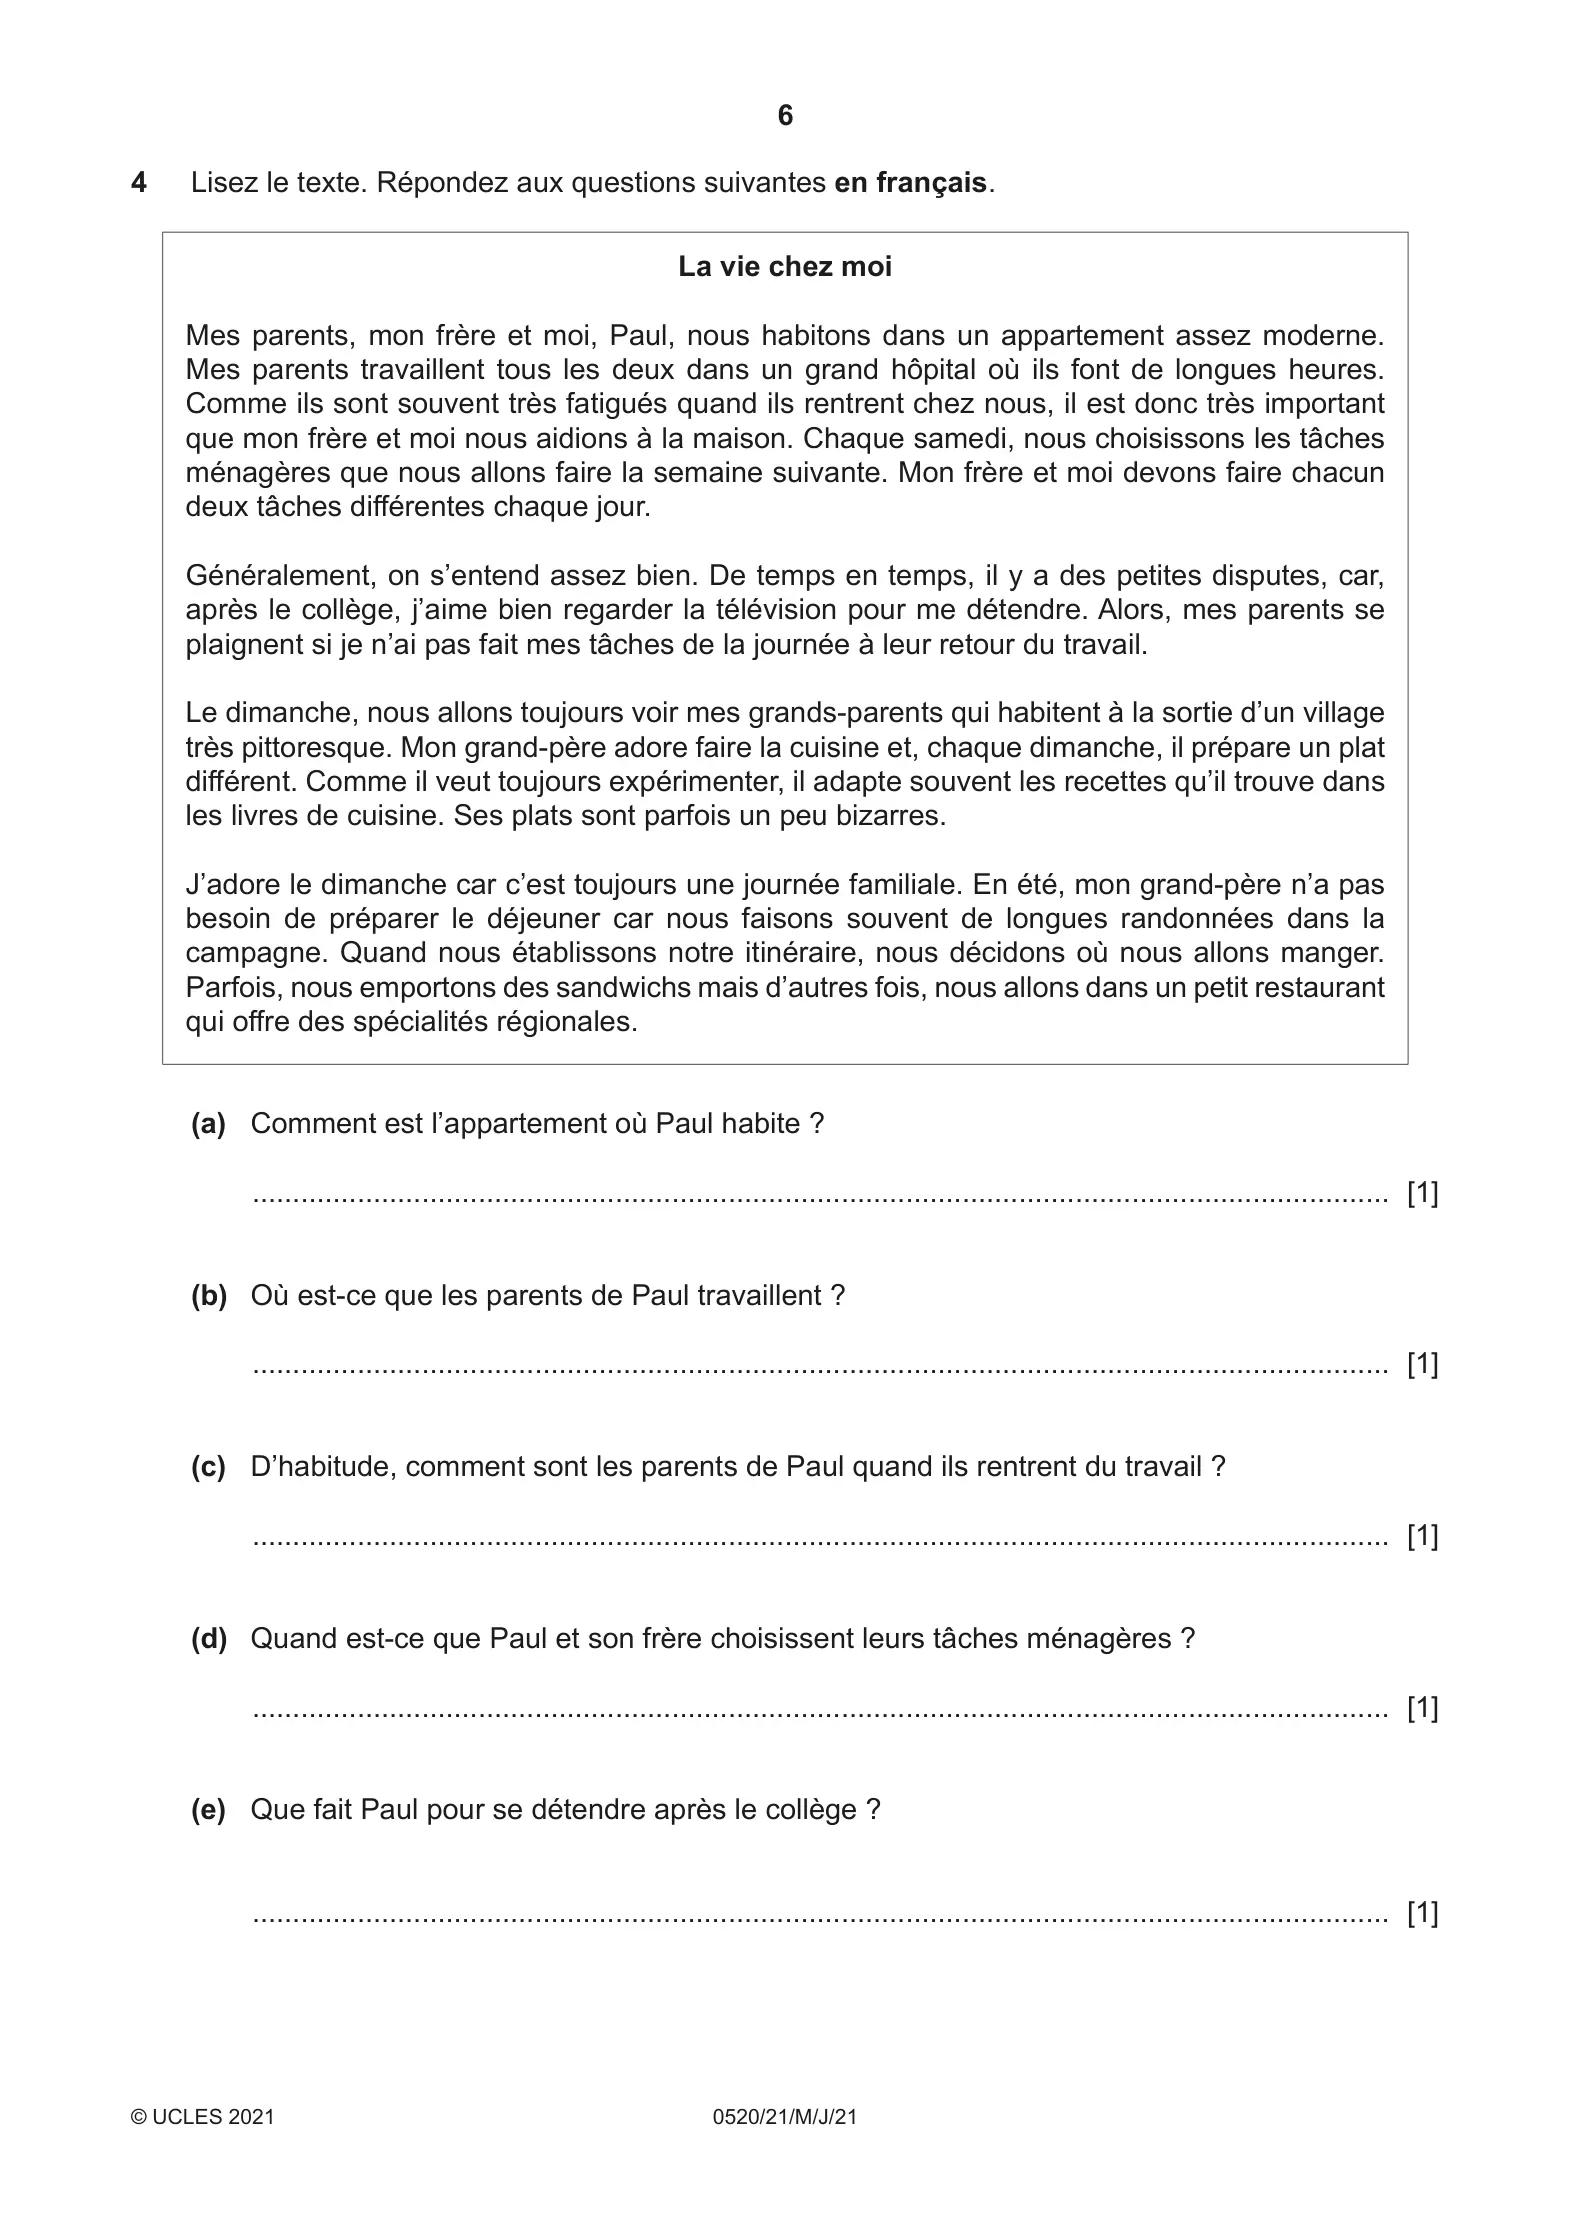 6
4 Lisez le texte. Répondez aux questions suivantes en français.
La vie chez moi
Mes parents, mon frère et moi, Paul, nous habitons dans un appartement assez moderne.
Mes parents travaillent tous les deux dans un grand hôpital où ils font de longues heures.
Comme ils sont souvent très fatigués quand ils rentrent chez nous, il est donc très important
que mon frère et moi nous aidions à la maison. Chaque samedi, nous choisissons les tâches
ménagères que nous allons faire la semaine suivante. Mon frère et moi devons faire chacun
deux tâches différentes chaque jour.
Généralement, on s’entend assez bien. De temps en temps, il y a des petites disputes, car,
après le collège, j’aime bien regarder la télévision pour me détendre. Alors, mes parents se
plaignent si je n’ai pas fait mes tâches de la journée à leur retour du travail.
Le dimanche, nous allons toujours voir mes grands-parents qui habitent à la sortie d’un village
très pittoresque. Mon grand-père adore faire la cuisine et, chaque dimanche, il prépare un plat
différent. Comme il veut toujours expérimenter, il adapte souvent les recettes qu’il trouve dans
les livres de cuisine. Ses plats sont parfois un peu bizarres.
J’adore le dimanche car c’est toujours une journée familiale. En été, mon grand-père n’a pas
besoin de préparer le déjeuner car nous faisons souvent de longues randonnées dans la
campagne. Quand nous établissons notre itinéraire, nous décidons où nous allons manger.
Parfois, nous emportons des sandwichs mais d’autres fois, nous allons dans un petit restaurant
qui offre des spécialités régionales.
(a) Comment est l’appartement où Paul habite ?
[1]
(b) Où est-ce que les parents de Paul travaillent ?
[1]
(c) D’habitude, comment sont les parents de Paul quand ils rentrent du travail ?
[1]
(d) Quand est-ce que Paul et son frère choisissent leurs tâches ménagères ?
[1]
(e) Que fait Paul pour se détendre après le collège ?
[1]
© UCLES 2021 0520/21/M/J/21